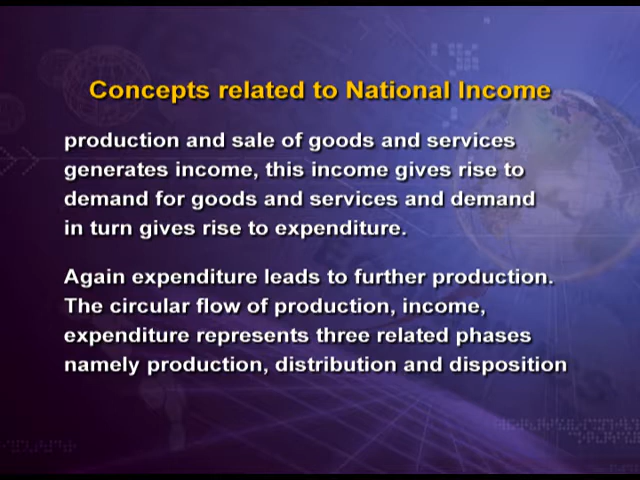 Concepts related to National Income
production and sale of goods and services
generates income, this income gives rise to
demand for goods and services and demand
in turn gives rise to expenditure.
Again expenditure leads to further production.
The circular flow of production, income,
expenditure represents three related phases
namely production, distribution and disposition